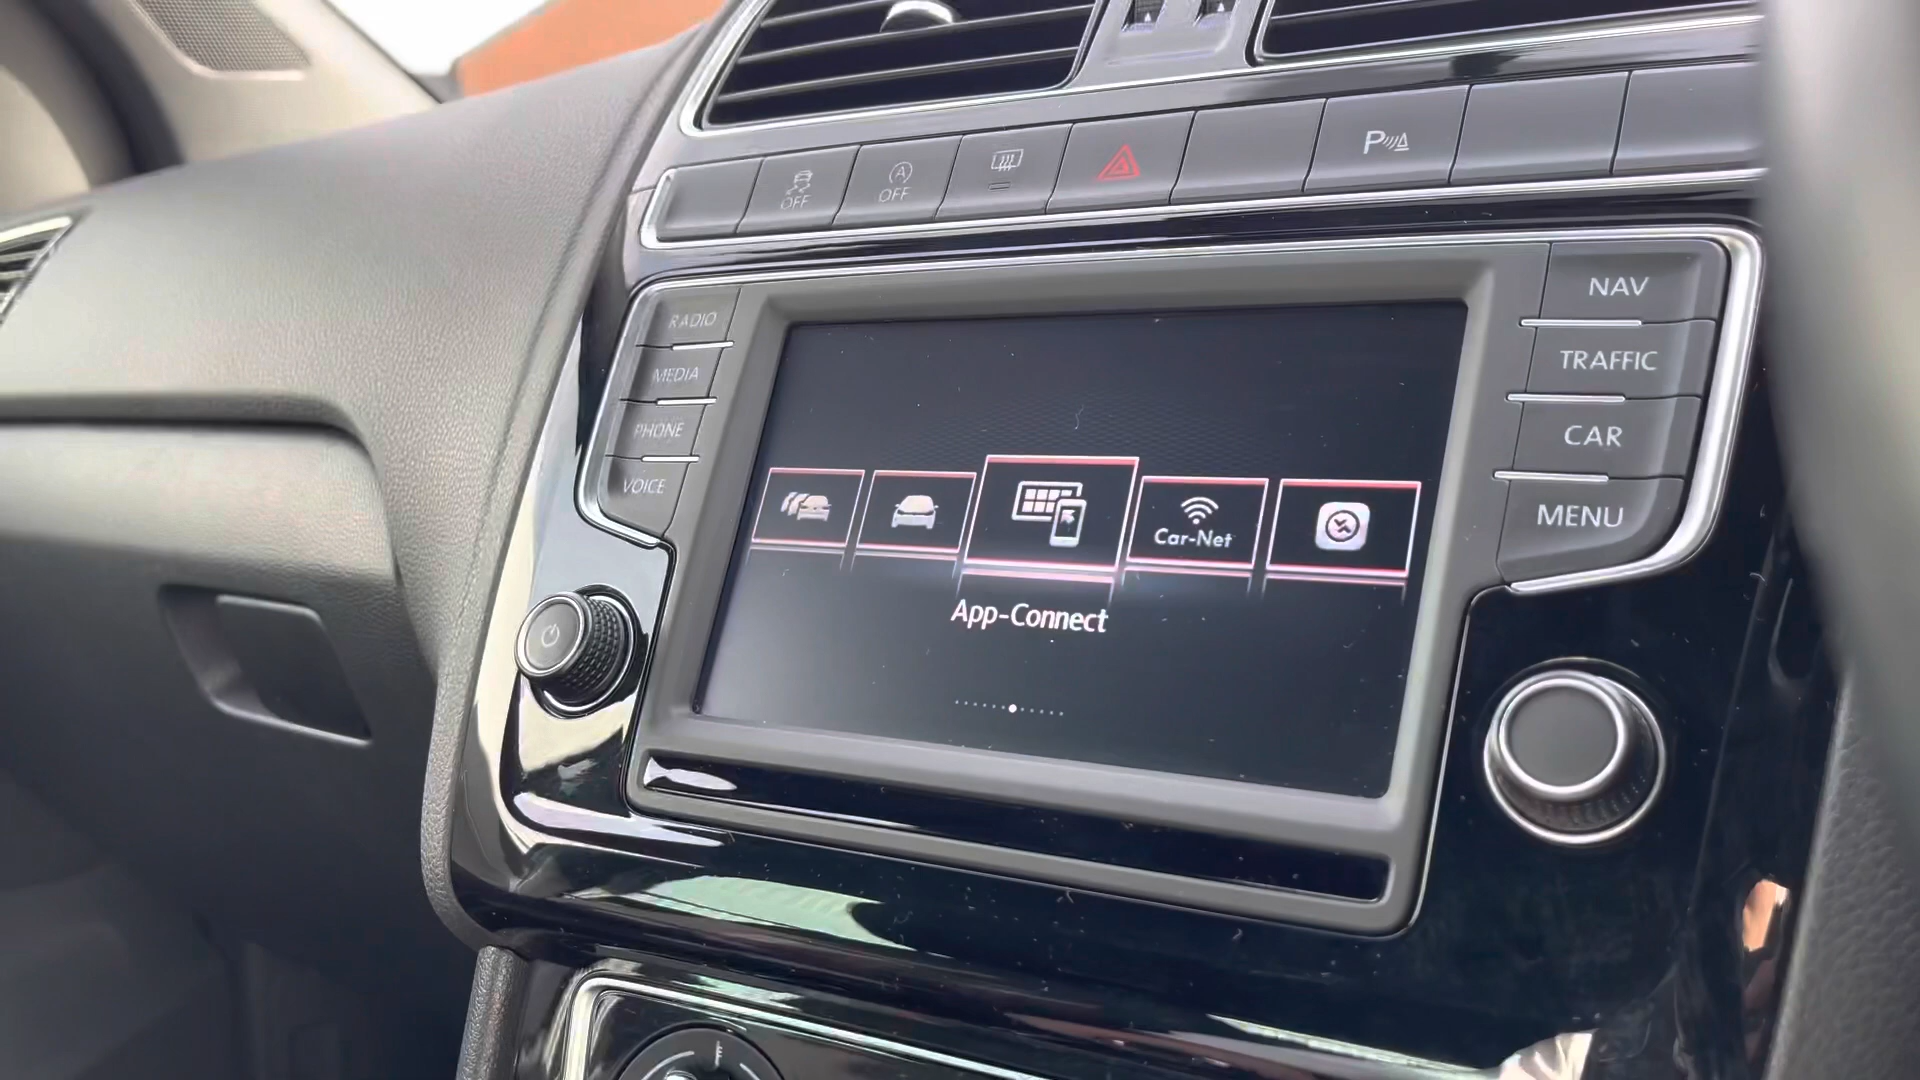 OFF
A
OFF
P
RADIO
MEDIA
PHONE
VOICE
NAV
TRAFFIC
CAR
MENU
Car-Net
App-Connect